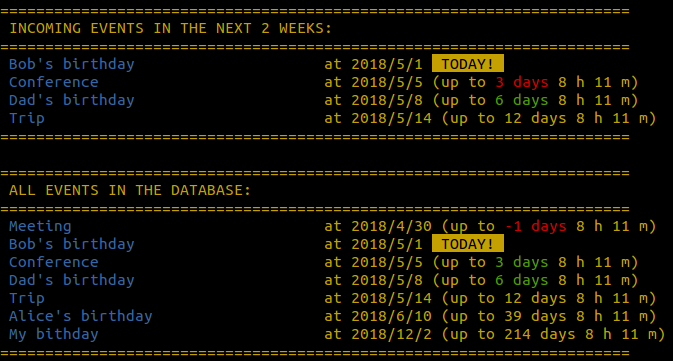 ======================================================================
INCOMING EVENTS IN THE NEXT 2 WEEKS:
======================================================================
Bob's birthday at 2018/5/1 TODAY!
Conference at 2018/5/5 (up to 3 days 8 h 11 m)
Dad's birthday at 2018/5/8 (up to 6 days 8 h 11 m)
Trip at 2018/5/14 (up to 12 days 8 h 11 m)
======================================================================
======================================================================
ALL EVENTS IN THE DATABASE:
======================================================================
Meeting at 2018/4/30 (up to -1 days 8 h 11 m)
Bob's birthday at 2018/5/1 TODAY!
Conference at 2018/5/5 (up to 3 days 8 h 11 m)
Dad's birthday at 2018/5/8 (up to 6 days 8 h 11 m)
Trip at 2018/5/14 (up to 12 days 8 h 11 m)
Alice's birthday at 2018/6/10 (up to 39 days 8 h 11 m)
My bithday at 2018/12/2 (up to 214 days 8 h 11 m)
======================================================================